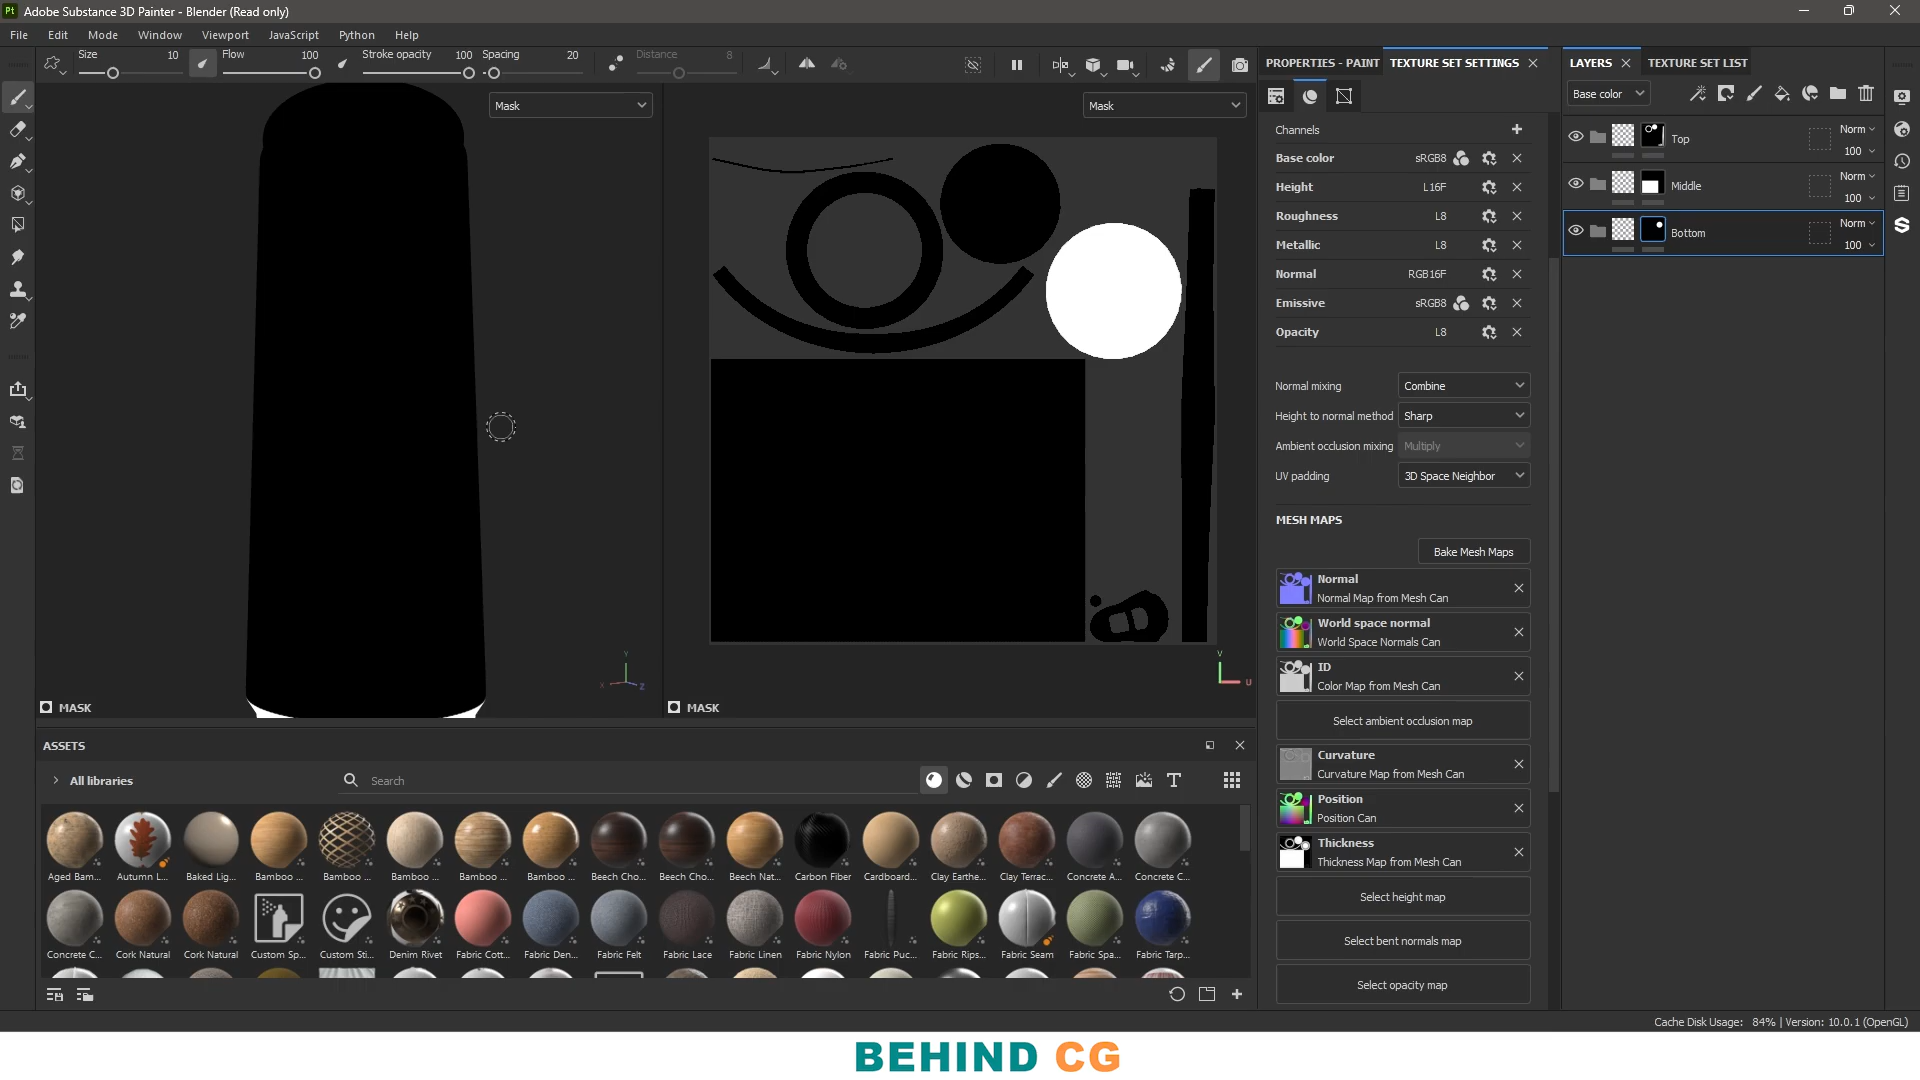 Pt Adobe Substance 3D Painter - Blender (Read only)
File Edit Mode Window Viewport JavaScript Python Help
Size 10 Flow 100 Stroke opacity 100 Spacing 20 Distance 8
Mask
Mask
MASK
MASK
Y
X
Z
V
U
ASSETS
All libraries
Search
Aged Bam... Autumn L... Baked Lig... Bamboo ... Bamboo ... Bamboo ... Bamboo ... Bamboo ... Beech Cho... Beech Cho... Beech Nat... Carbon Fiber Cardboard... Clay Earthe... Clay Terrac... Concrete A... Concrete C...
Concrete C... Cork Natural Cork Natural Custom Sp... Custom Sti... Denim Rivet Fabric Cott... Fabric Den... Fabric Felt Fabric Lace Fabric Linen Fabric Nylon Fabric Puc... Fabric Rips... Fabric Seam Fabric Spa... Fabric Tarp...
PROPERTIES - PAINT TEXTURE SET SETTINGS
Channels
Base color sRGB8
Height L16F
Roughness L8
Metallic L8
Normal RGB16F
Emissive sRGB8
Opacity L8
Normal mixing Combine
Height to normal method Sharp
Ambient occlusion mixing Multiply
UV padding 3D Space Neighbor
MESH MAPS
Bake Mesh Maps
Normal
Normal Map from Mesh Can
World space normal
World Space Normals Can
ID
Color Map from Mesh Can
Select ambient occlusion map
Curvature
Curvature Map from Mesh Can
Position
Position Can
Thickness
Thickness Map from Mesh Can
Select height map
Select bent normals map
Select opacity map
LAYERS TEXTURE SET LIST
Base color
Top Norm
100
Middle Norm
100
Bottom Norm
100
Cache Disk Usage: 84% | Version: 10.0.1 (OpenGL)
BEHIND CG